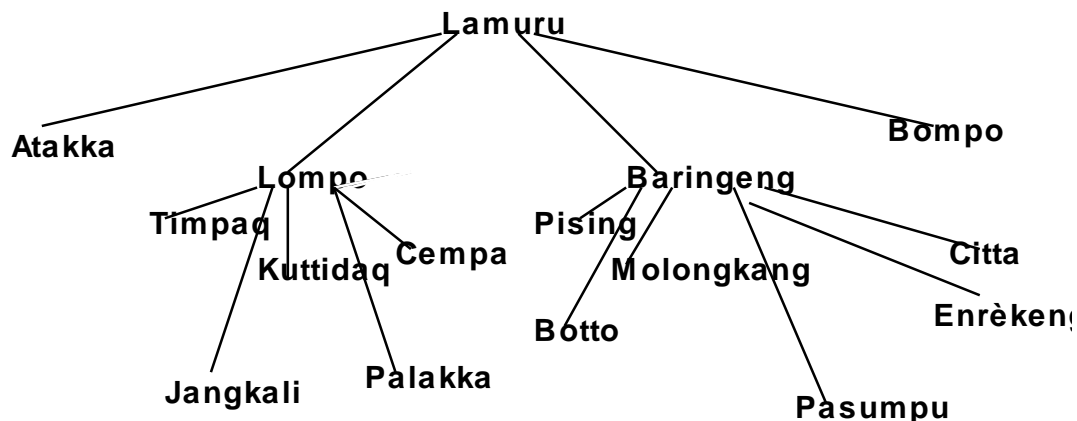 Lamuru
Atakka
Bompo
Lompo
Baringeng
Timpaq
Pising
Kuttidaq
Cempa
Molongkang
Citta
Botto
Enrèkeng
Jangkali
Palakka
Pasumpu